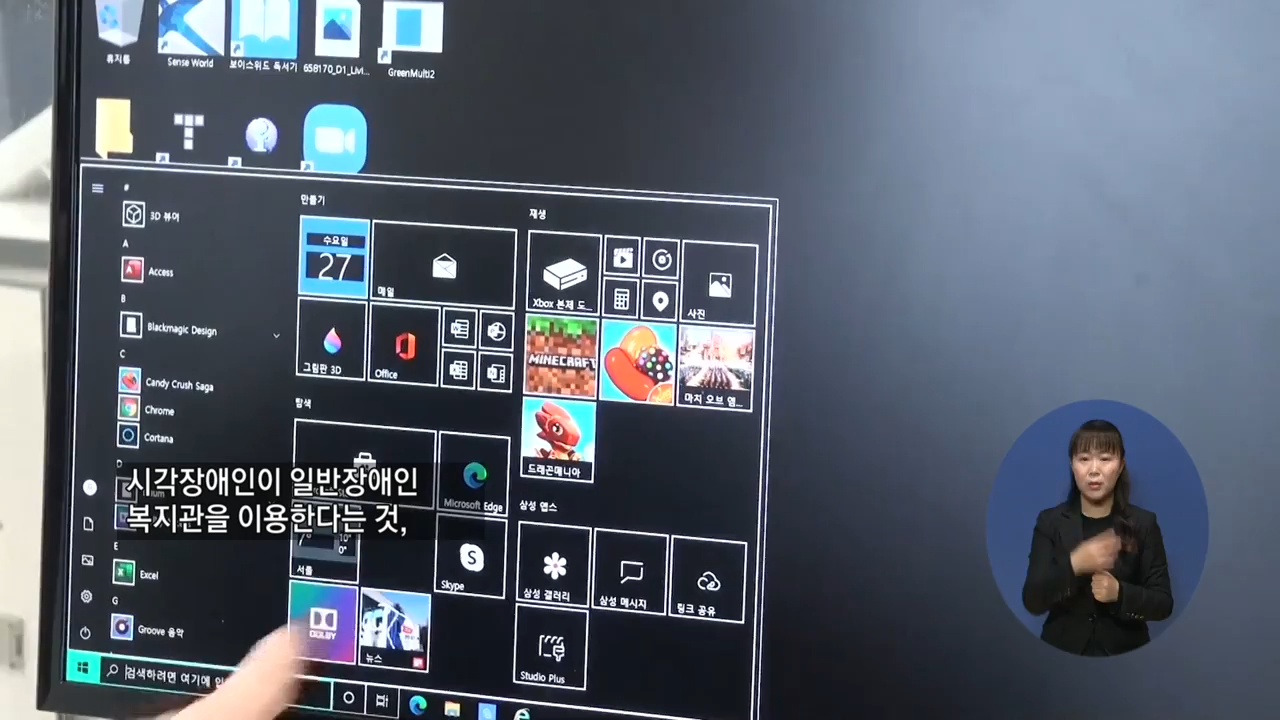 휴지통
Sense World
보이스위드 독서기
658170_D1_Livi...
GreenMulti2
#
3D 뷰어
A
Access
B
Blackmagic Design
C
Candy Crush Saga
Chrome
Cortana
D
E
Excel
G
Groove 음악
만들기
수요일
27
메일
그림판 3D
Office
탐색
Microsoft Edge
서울
Skype
DOLBY
뉴스
재생
Xbox 본체 도...
사진
MINECRAFT
마치 오브 엠...
드래곤매니아
삼성 앱스
삼성 갤러리
삼성 메시지
링크 공유
Studio Plus
검색하려면 여기에
시각장애인이 일반장애인
복지관을 이용한다는 것,